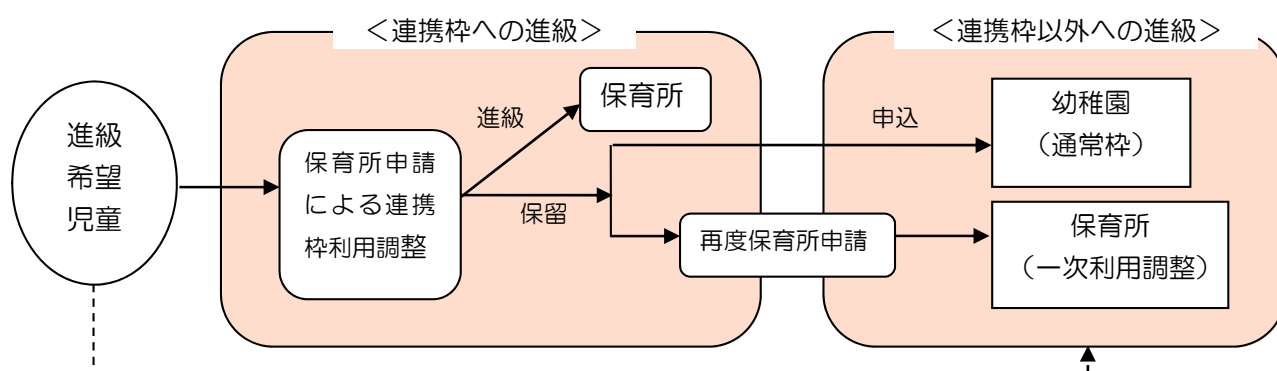 ＜連携枠への進級＞
＜連携枠以外への進級＞
進級
希望
児童
保育所申請
による連携
枠利用調整
進級
保育所
保留
申込
再度保育所申請
幼稚園
（通常枠）
保育所
（一次利用調整）